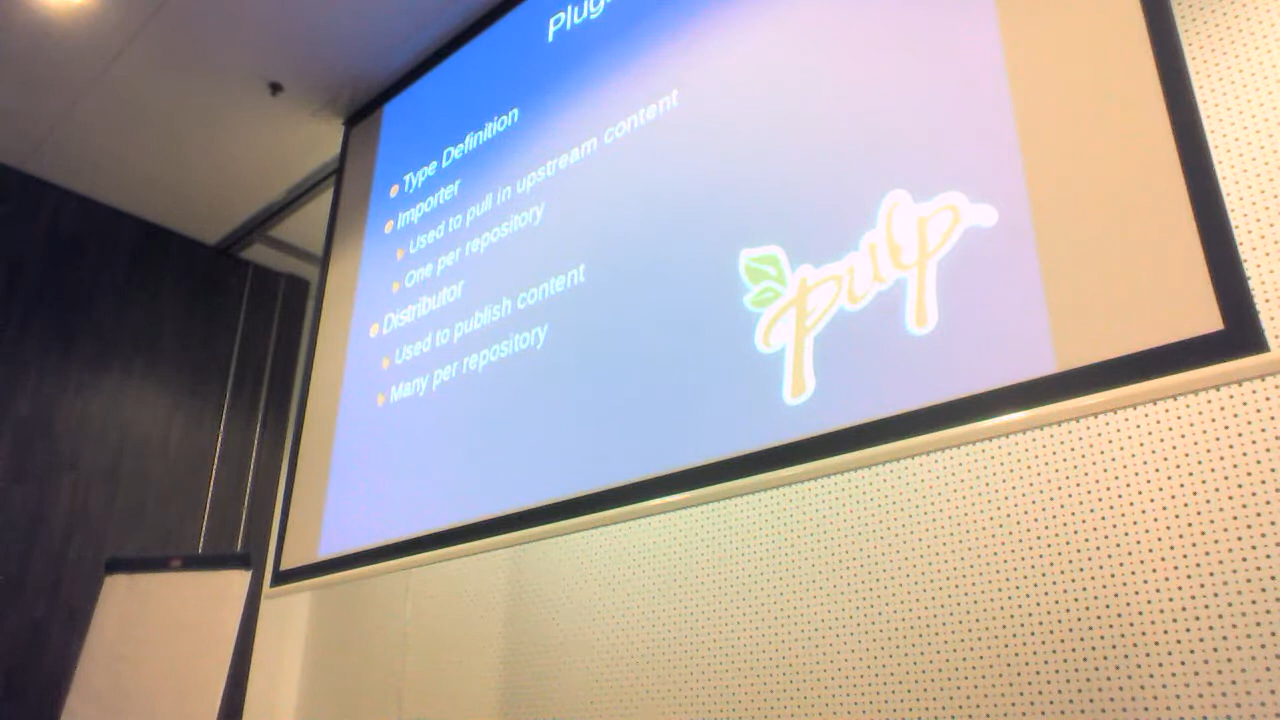 Type Definition
Importer
Used to pull in upstream content
One per repository
Distributor
Used to publish content
Many per repository
pulp